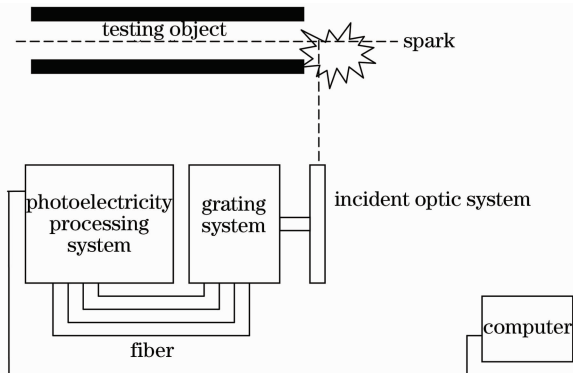 testing object
spark
photoelectricity
processing
system
grating
system
incident optic system
fiber
computer